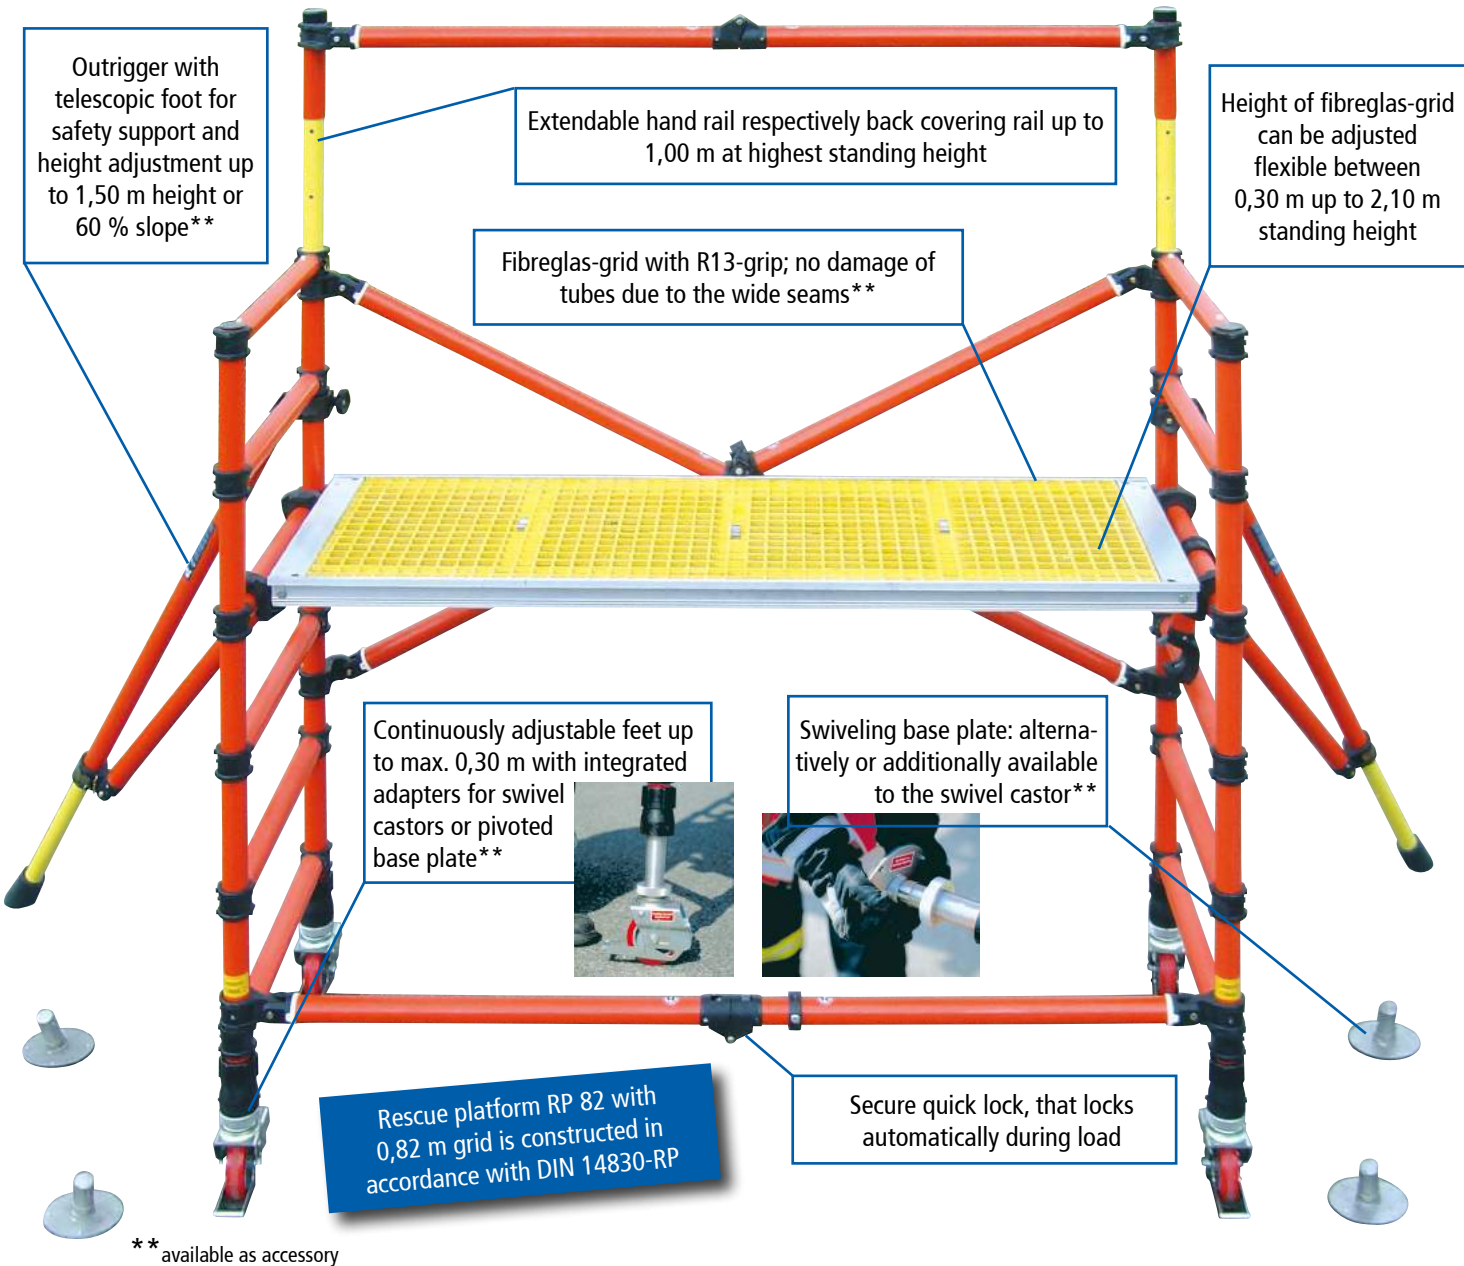 Outrigger with
telescopic foot for
safety support and
height adjustment up
to 1,50 m height or
60 % slope**
Extendable hand rail respectively back covering rail up to
1,00 m at highest standing height
Height of fibreglas-grid
can be adjusted
flexible between
0,30 m up to 2,10 m
standing height
Fibreglas-grid with R13-grip; no damage of
tubes due to the wide seams**
Continuously adjustable feet up
to max. 0,30 m with integrated
adapters for swivel
castors or pivoted
base plate**
Swiveling base plate: alterna-
tively or additionally available
to the swivel castor**
Rescue platform RP 82 with
0,82 m grid is constructed in
accordance with DIN 14830-RP
Secure quick lock, that locks
automatically during load
**available as accessory